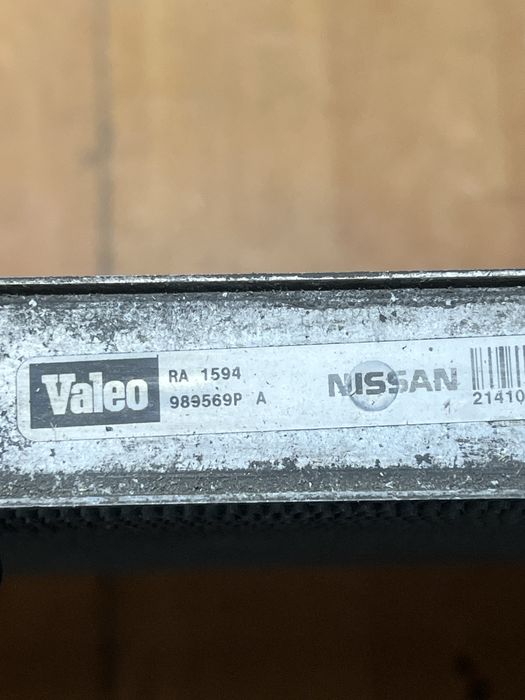 Valeo
RA 1594
989569P A
NISSAN
21410